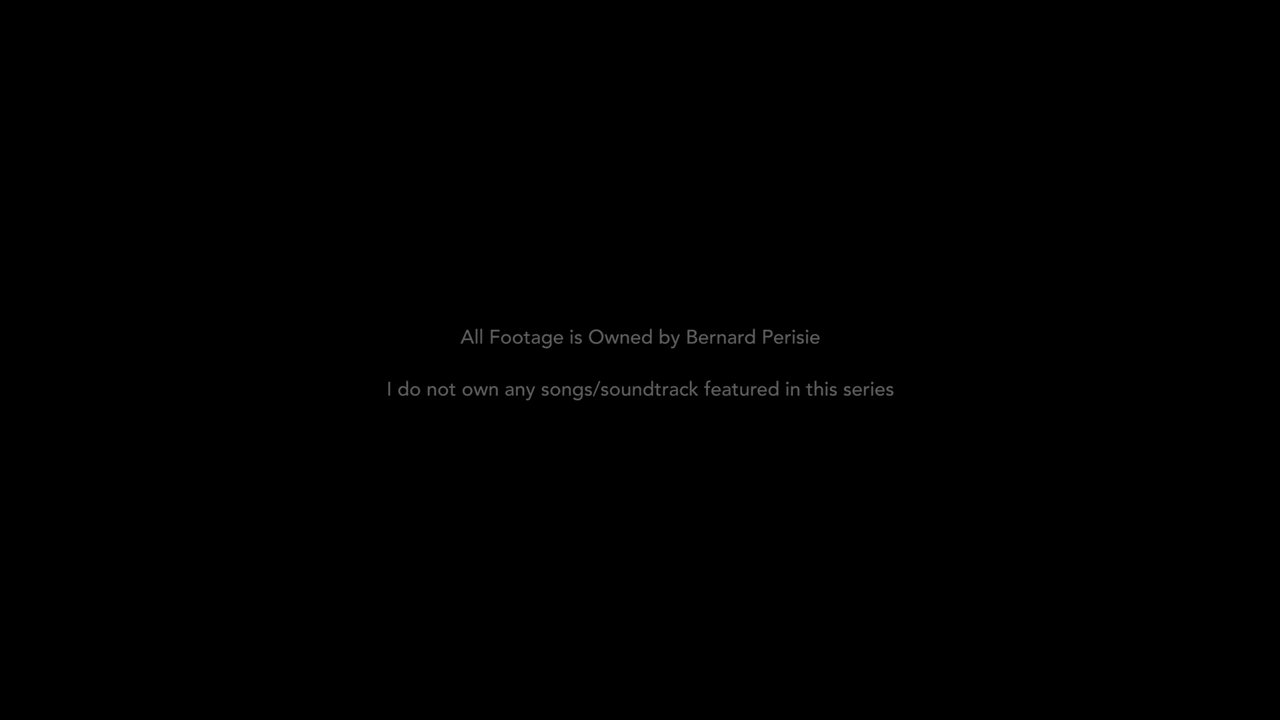 All Footage is Owned by Bernard Perisie
I do not own any songs/soundtrack featured in this series